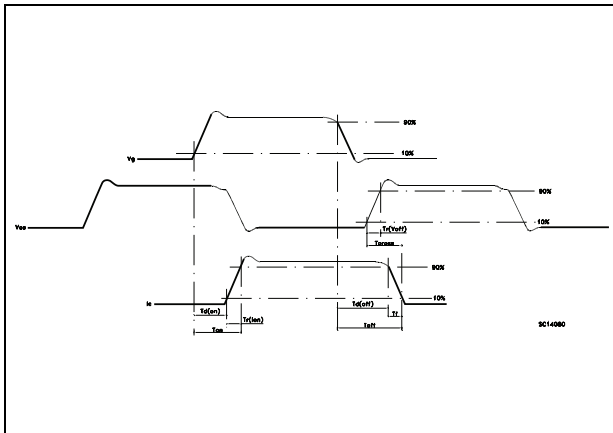 90%
Vg
10%
Vce
90%
10%
Tr(Voff)
Tcross
90%
Ic
10%
Td(on)
Td(off)
Tf
Tr(Ion)
Ton
Toff
SC14080